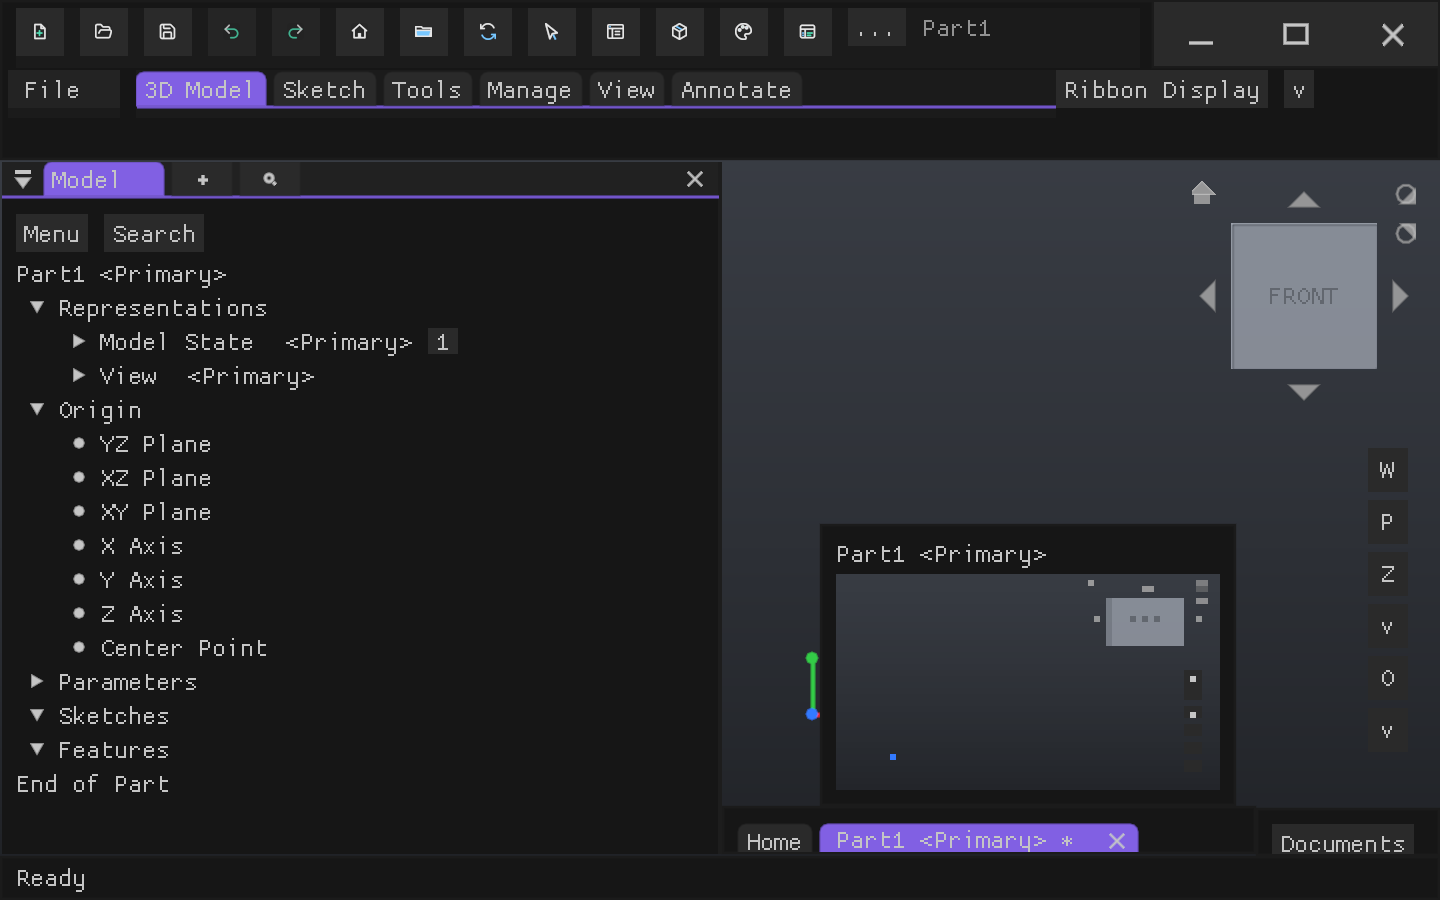 ... Part1
File 3D Model Sketch Tools Manage View Annotate Ribbon Display v
Model
Menu Search
Part1 <Primary>
Representations
Model State <Primary> 1
View <Primary>
Origin
YZ Plane
XZ Plane
XY Plane
X Axis
Y Axis
Z Axis
Center Point
Parameters
Sketches
Features
End of Part
FRONT
W
P
Z
v
O
v
Part1 <Primary>
Home Part1 <Primary> * Documents
Ready